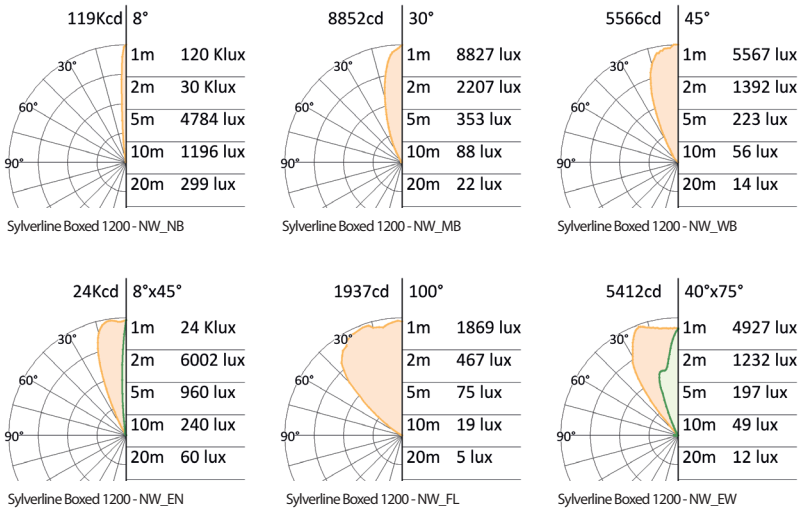 119Kcd 8°
30°
60°
90°
1m 120 Klux
2m 30 Klux
5m 4784 lux
10m 1196 lux
20m 299 lux
Sylverline Boxed 1200 - NW_NB
8852cd 30°
30°
60°
90°
1m 8827 lux
2m 2207 lux
5m 353 lux
10m 88 lux
20m 22 lux
Sylverline Boxed 1200 - NW_MB
5566cd 45°
30°
60°
90°
1m 5567 lux
2m 1392 lux
5m 223 lux
10m 56 lux
20m 14 lux
Sylverline Boxed 1200 - NW_WB
24Kcd 8°x45°
30°
60°
90°
1m 24 Klux
2m 6002 lux
5m 960 lux
10m 240 lux
20m 60 lux
Sylverline Boxed 1200 - NW_EN
1937cd 100°
30°
60°
90°
1m 1869 lux
2m 467 lux
5m 75 lux
10m 19 lux
20m 5 lux
Sylverline Boxed 1200 - NW_FL
5412cd 40°x75°
30°
60°
90°
1m 4927 lux
2m 1232 lux
5m 197 lux
10m 49 lux
20m 12 lux
Sylverline Boxed 1200 - NW_EW